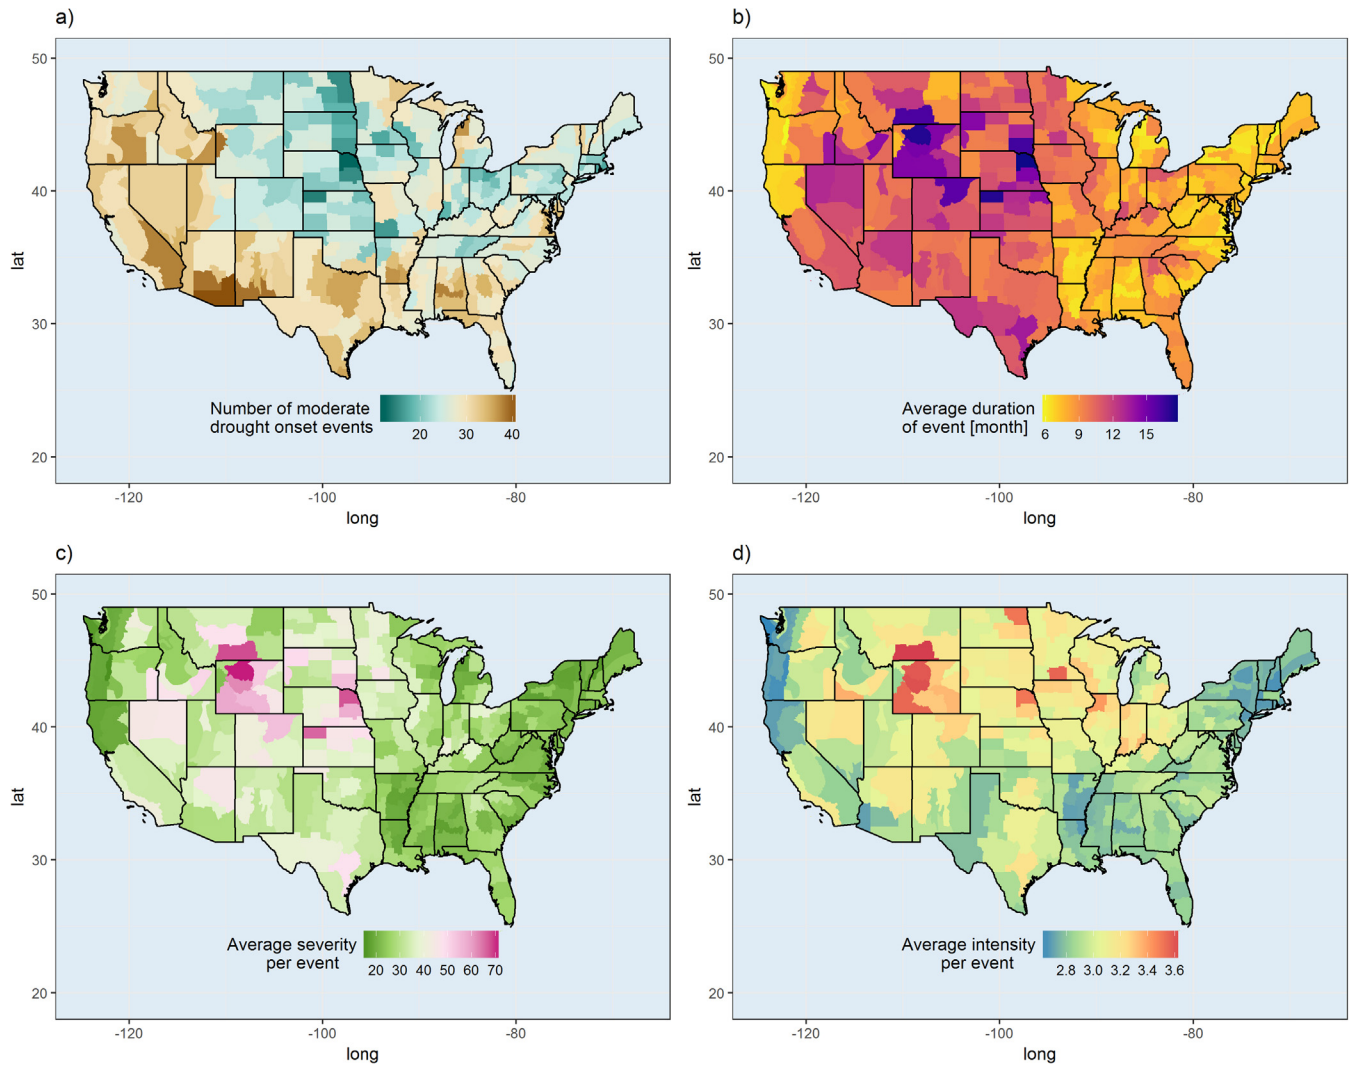 a)
50
40
30
20
lat
Number of moderate
drought onset events
20 30 40
-120 -100 -80
long
b)
50
40
30
20
lat
Average duration
of event [month]
6 9 12 15
-120 -100 -80
long
c)
50
40
30
20
lat
Average severity
per event
20 30 40 50 60 70
-120 -100 -80
long
d)
50
40
30
20
lat
Average intensity
per event
2.8 3.0 3.2 3.4 3.6
-120 -100 -80
long